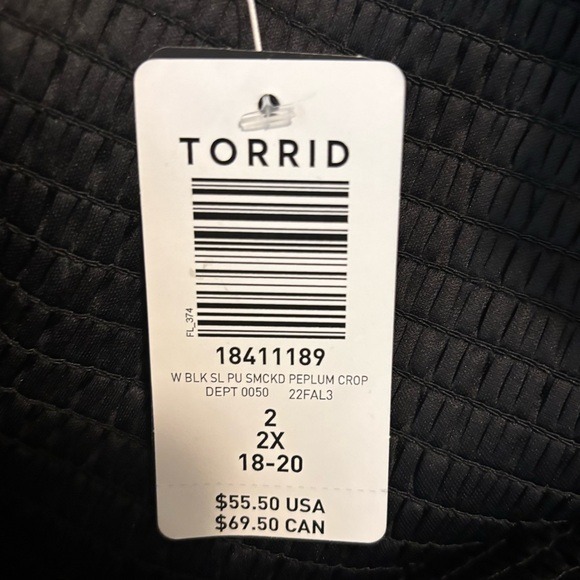 TORRID
FL_374
18411189
W BLK SL PU SMCKD PEPLUM CROP
DEPT 0050 22FAL3
2
2X
18-20
$55.50 USA
$69.50 CAN